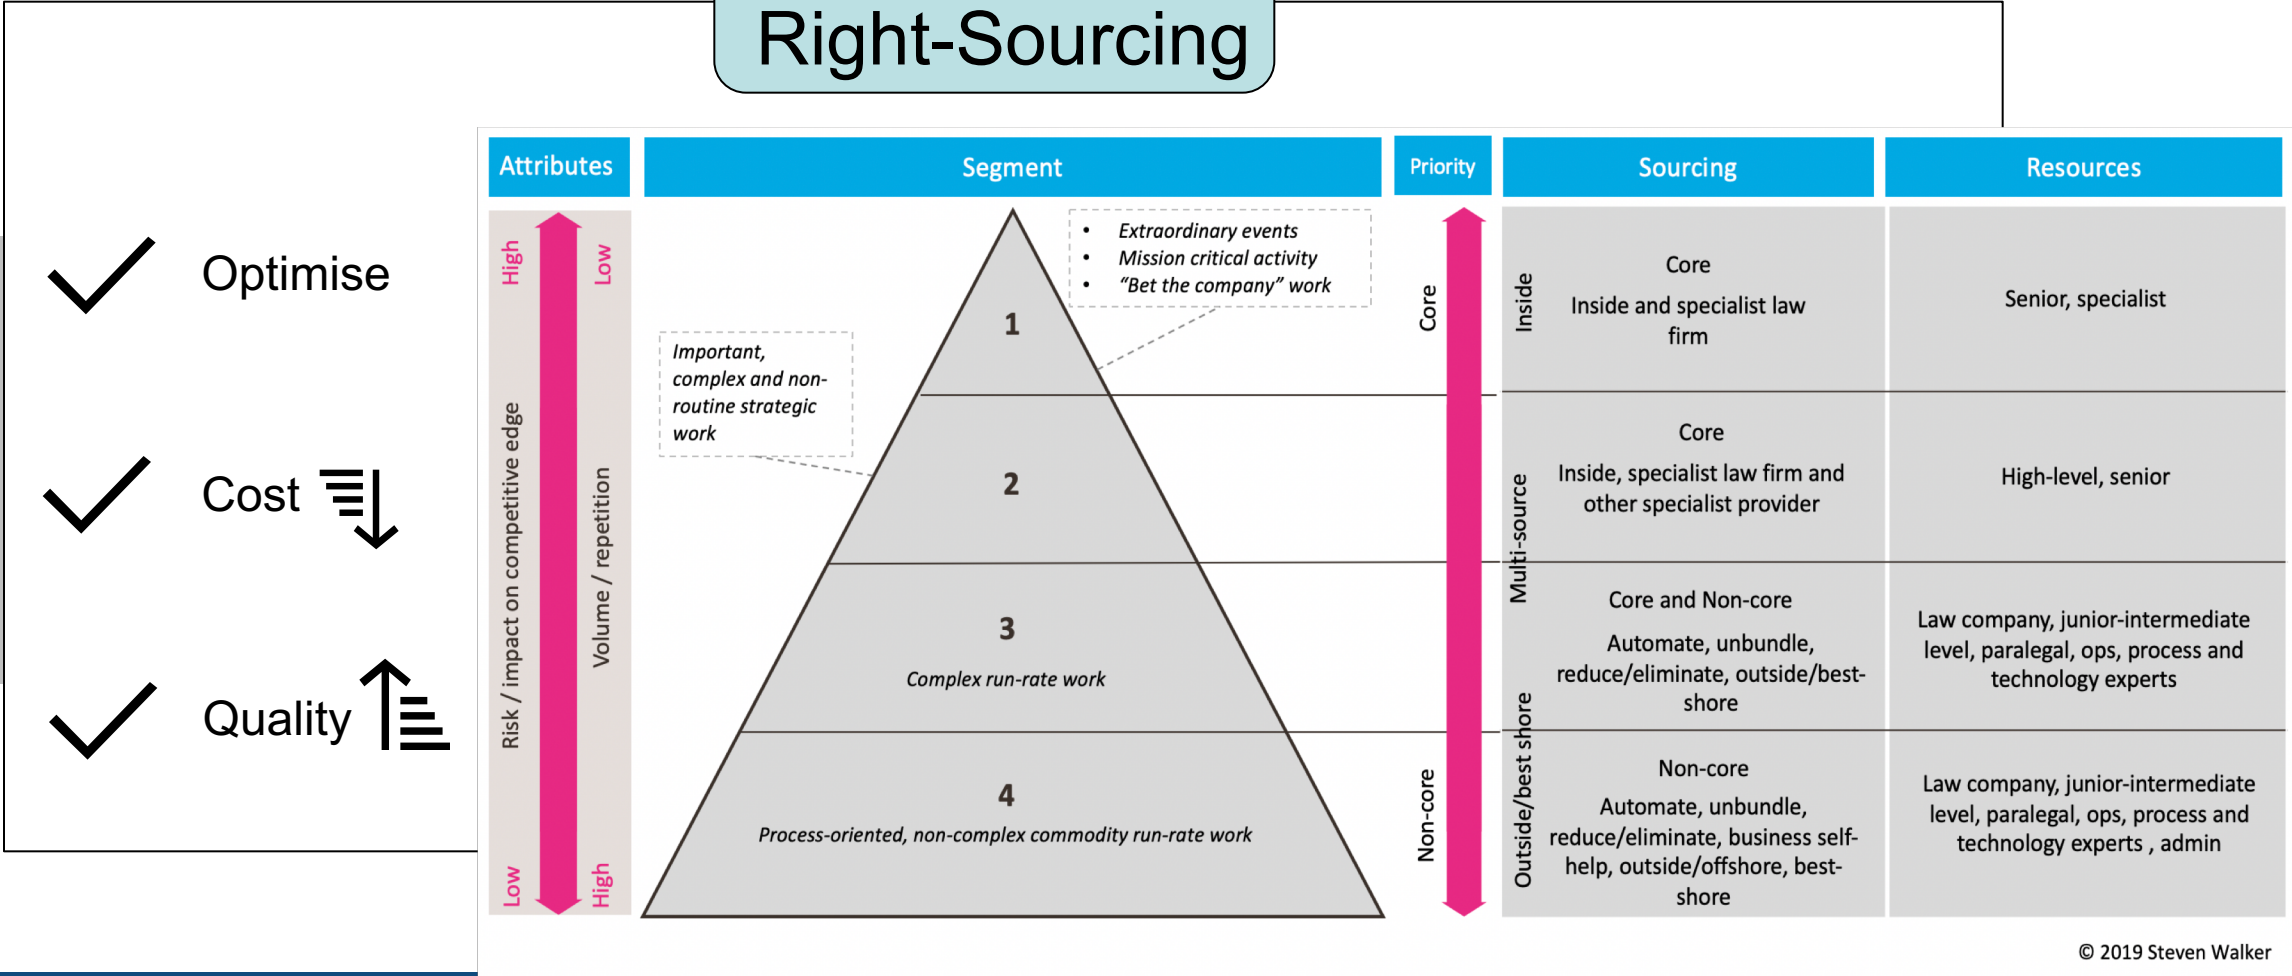 Right-Sourcing
Optimise
Cost
Quality
Attributes
Segment
Priority
Sourcing
Resources
High
Low
Risk / impact on competitive edge
Volume / repetition
Low
High
• Extraordinary events
• Mission critical activity
• “Bet the company” work
Important,
complex and non-
routine strategic
work
1
2
3
Complex run-rate work
4
Process-oriented, non-complex commodity run-rate work
Core
Non-core
Inside
Multi-source
Outside/best shore
Core
Inside and specialist law
firm
Senior, specialist
Core
Inside, specialist law firm and
other specialist provider
High-level, senior
Core and Non-core
Automate, unbundle,
reduce/eliminate, outside/best-
shore
Law company, junior-intermediate
level, paralegal, ops, process and
technology experts
Non-core
Automate, unbundle,
reduce/eliminate, business self-
help, outside/offshore, best-
shore
Law company, junior-intermediate
level, paralegal, ops, process and
technology experts , admin
© 2019 Steven Walker